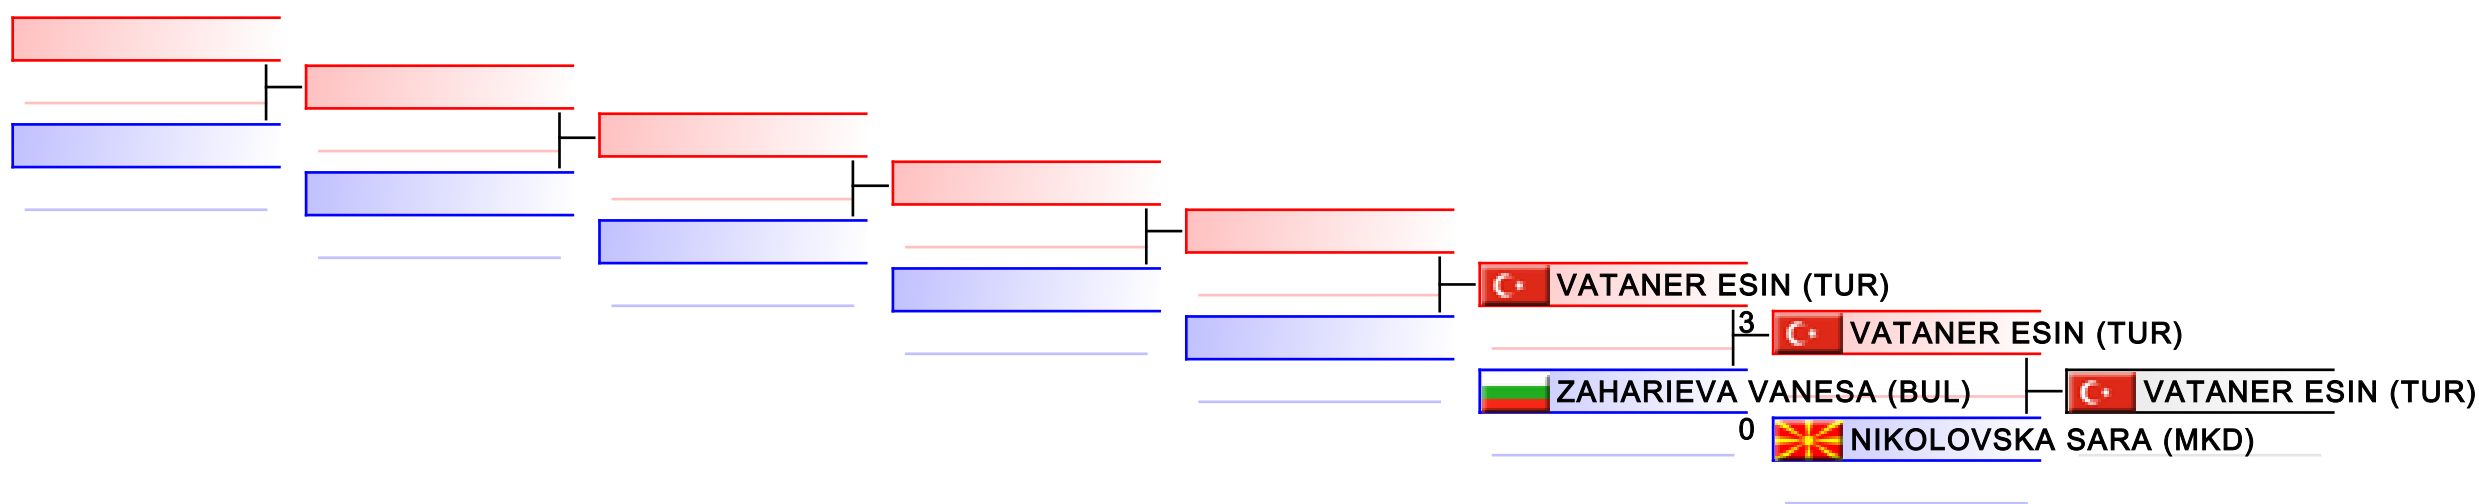 VATANER ESIN (TUR)
3
VATANER ESIN (TUR)
ZAHARIEVA VANESA (BUL)
VATANER ESIN (TUR)
0
NIKOLOVSKA SARA (MKD)